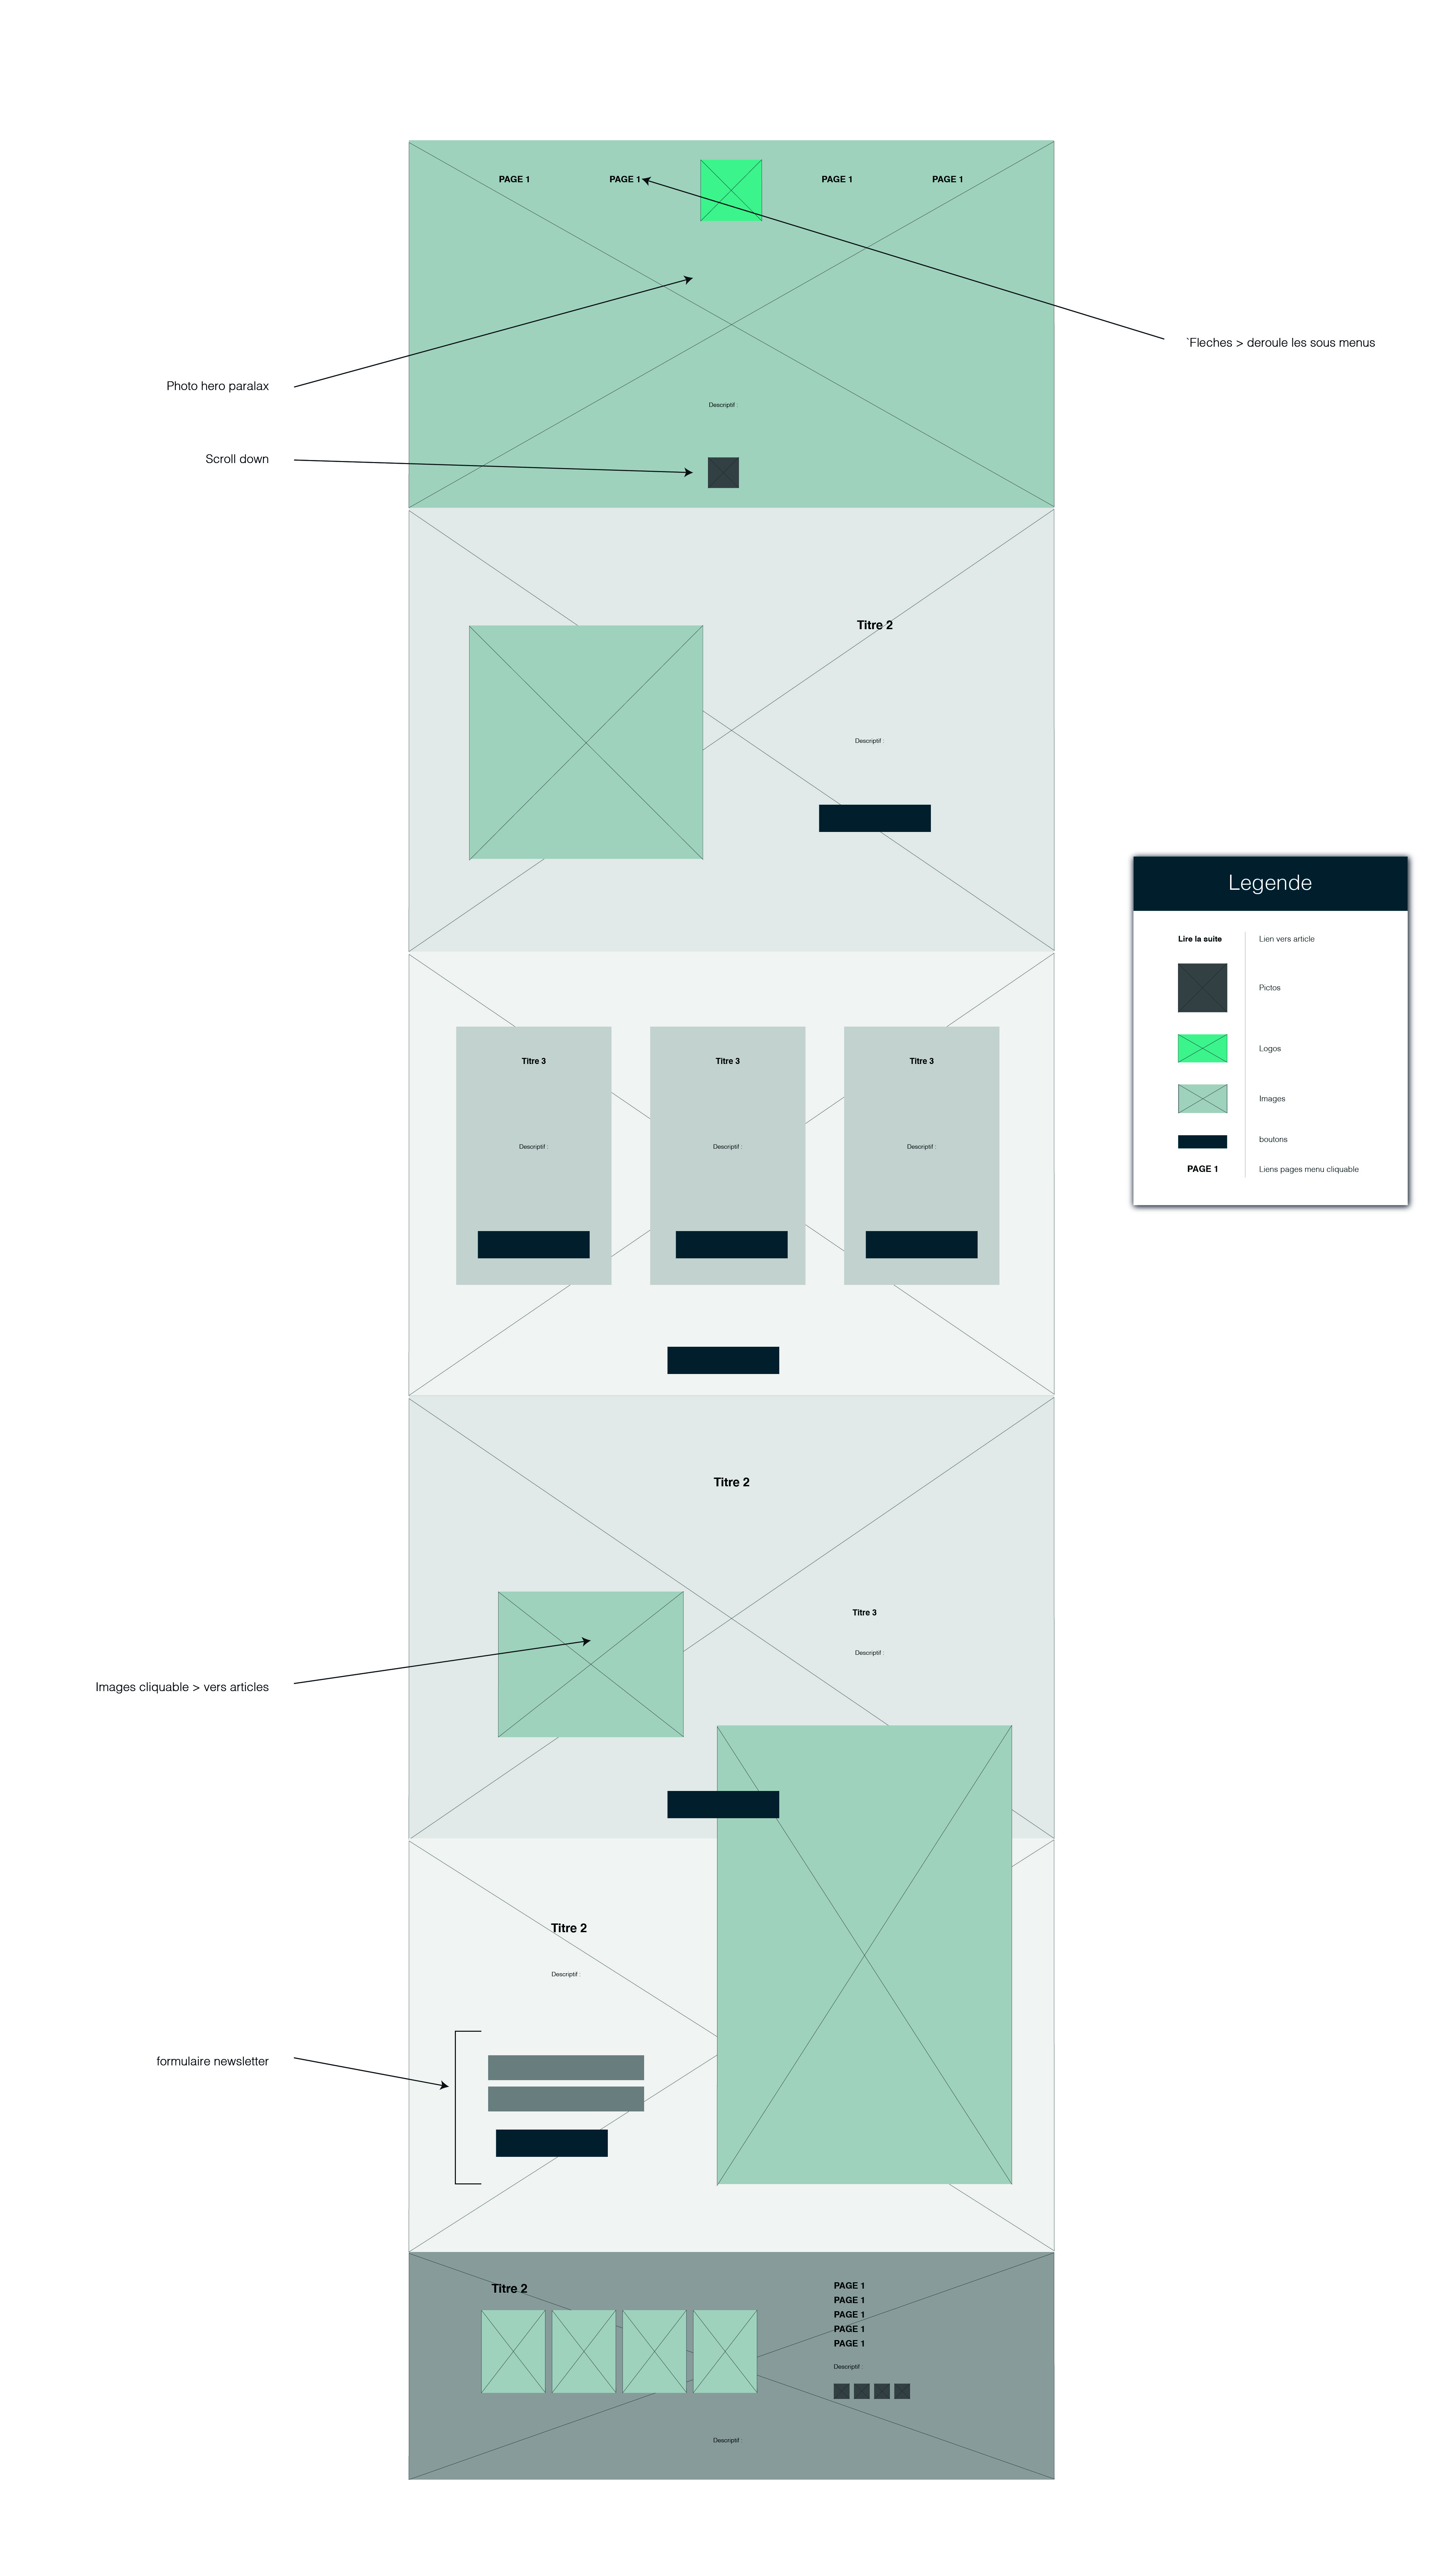 PAGE 1
PAGE 1
PAGE 1
PAGE 1
`Fleches > deroule les sous menus
Photo hero paralax
Descriptif :
Scroll down
Titre 2
Descriptif :
Legende
Lire la suite
Lien vers article
Pictos
Logos
Images
boutons
PAGE 1
Liens pages menu cliquable
Titre 3
Titre 3
Titre 3
Descriptif :
Descriptif :
Descriptif :
Titre 2
Titre 3
Descriptif :
Images cliquable > vers articles
Titre 2
Descriptif :
formulaire newsletter
Titre 2
PAGE 1
PAGE 1
PAGE 1
PAGE 1
PAGE 1
Descriptif :
Descriptif :